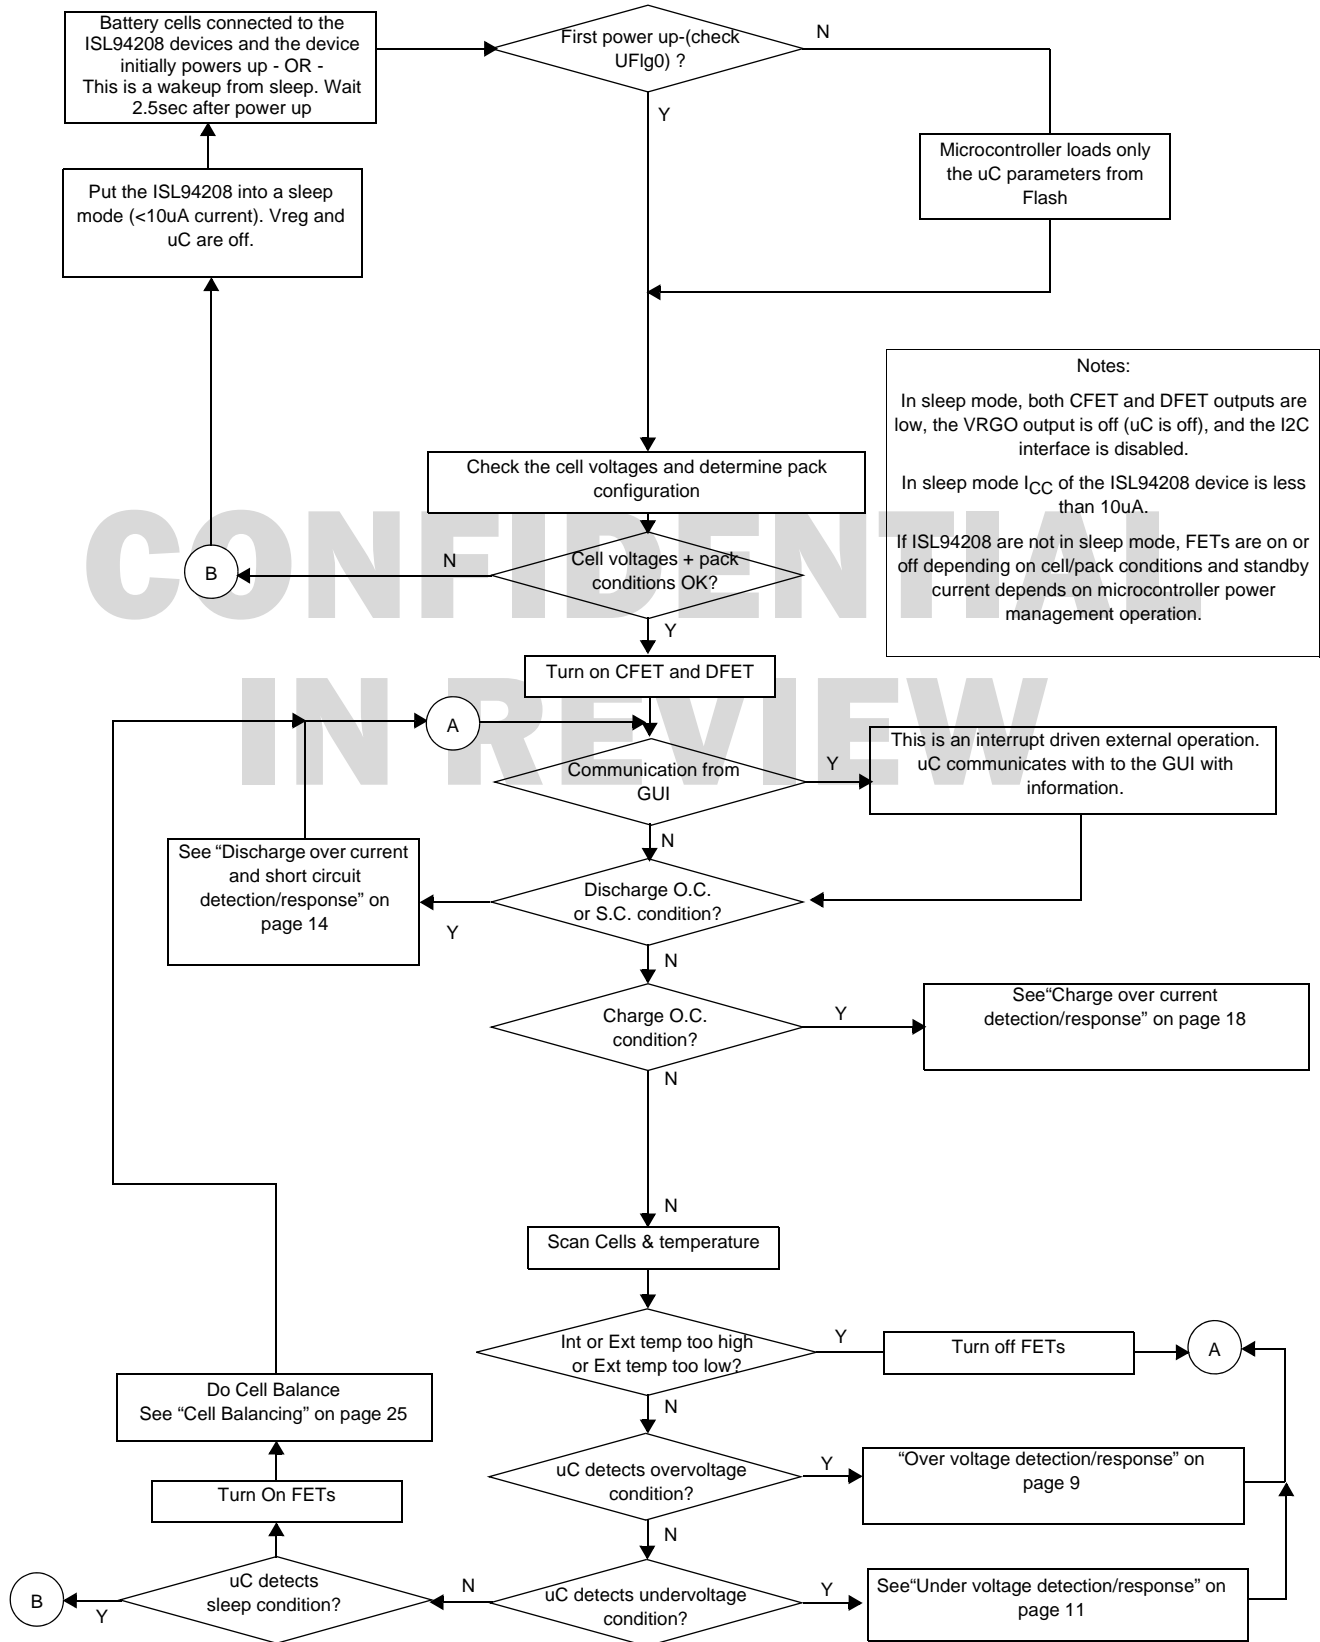 Battery cells connected to the
ISL94208 devices and the device
initially powers up - OR -
This is a wakeup from sleep. Wait
2.5sec after power up
First power up-(check
UFlg0) ?
N
Y
Put the ISL94208 into a sleep
mode (<10uA current). Vreg and
uC are off.
Microcontroller loads only
the uC parameters from
Flash
Notes:
In sleep mode, both CFET and DFET outputs are
low, the VRGO output is off (uC is off), and the I2C
interface is disabled.
In sleep mode ICC of the ISL94208 device is less
than 10uA.
If ISL94208 are not in sleep mode, FETs are on or
off depending on cell/pack conditions and standby
current depends on microcontroller power
management operation.
Check the cell voltages and determine pack
configuration
CONFIDENTIAL
IN REVIEW
B
N
Cell voltages + pack
conditions OK?
Y
Turn on CFET and DFET
A
Communication from
GUI
Y
This is an interrupt driven external operation.
uC communicates with to the GUI with
information.
N
See “Discharge over current
and short circuit
detection/response” on
page 14
Y
Discharge O.C.
or S.C. condition?
N
Charge O.C.
condition?
Y
See“Charge over current
detection/response” on page 18
N
N
Scan Cells & temperature
Int or Ext temp too high
or Ext temp too low?
Y
Turn off FETs
A
N
Do Cell Balance
See “Cell Balancing” on page 25
uC detects overvoltage
condition?
Y
“Over voltage detection/response” on
page 9
Turn On FETs
N
B
Y
uC detects
sleep condition?
N
uC detects undervoltage
condition?
Y
See“Under voltage detection/response” on
page 11